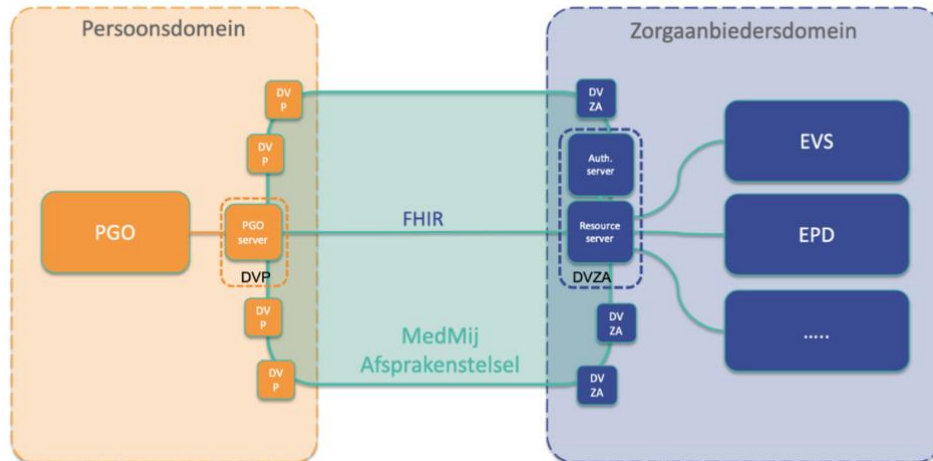 Persoonsdomein
Zorgaanbiedersdomein
DV
P
DV
ZA
DV
P
Auth.
server
EVS
PGO
PGO
server
FHIR
Resource
server
EPD
DVP
DVZA
DV
P
MedMij
Afsprakenstelsel
DV
ZA
.....
DV
P
DV
ZA